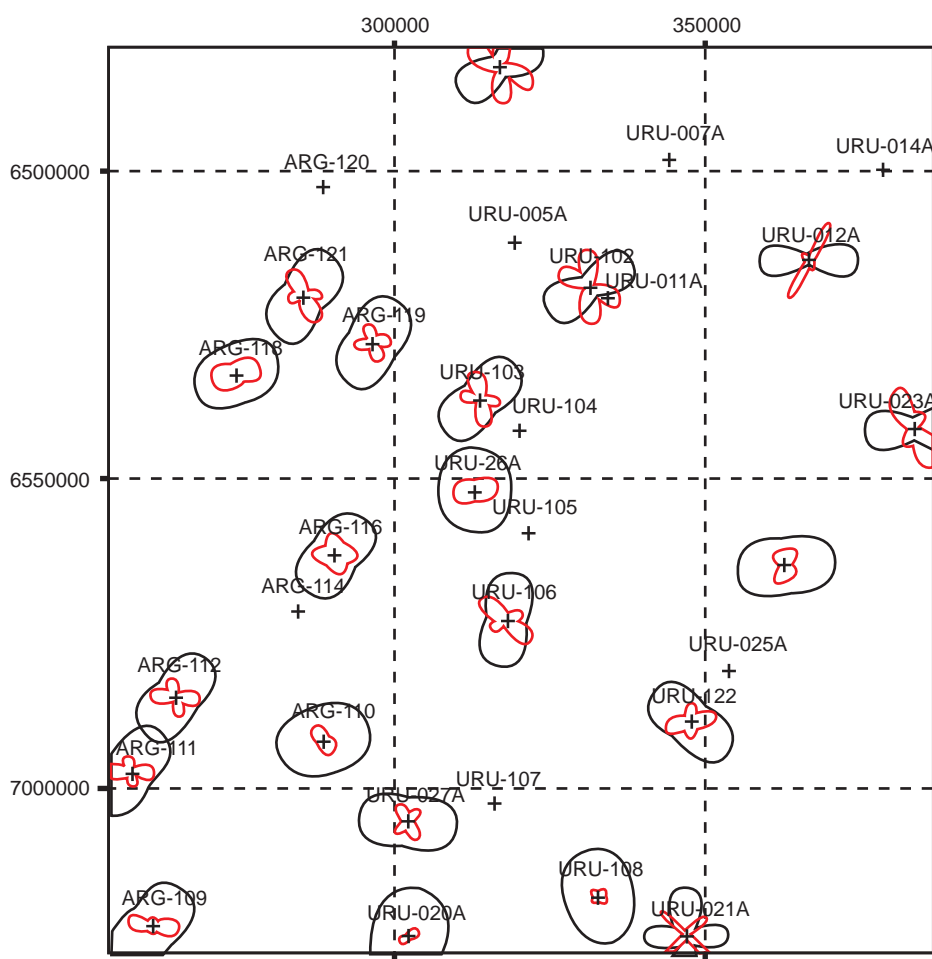 300000 350000
URU-007A
URU-014A
ARG-120
6500000
URU-005A
ARG-121
URU-102
URU-012A
URU-011A
ARG-119
ARG-118
URU-103
URU-104
URU-023A
URU-26A
6550000
URU-105
ARG-116
ARG-114
URU-106
URU-025A
ARG-112
URU-122
ARG-110
ARG-111
URU-107
7000000
URU-027A
URU-108
ARG-109
URU-020A
URU-021A